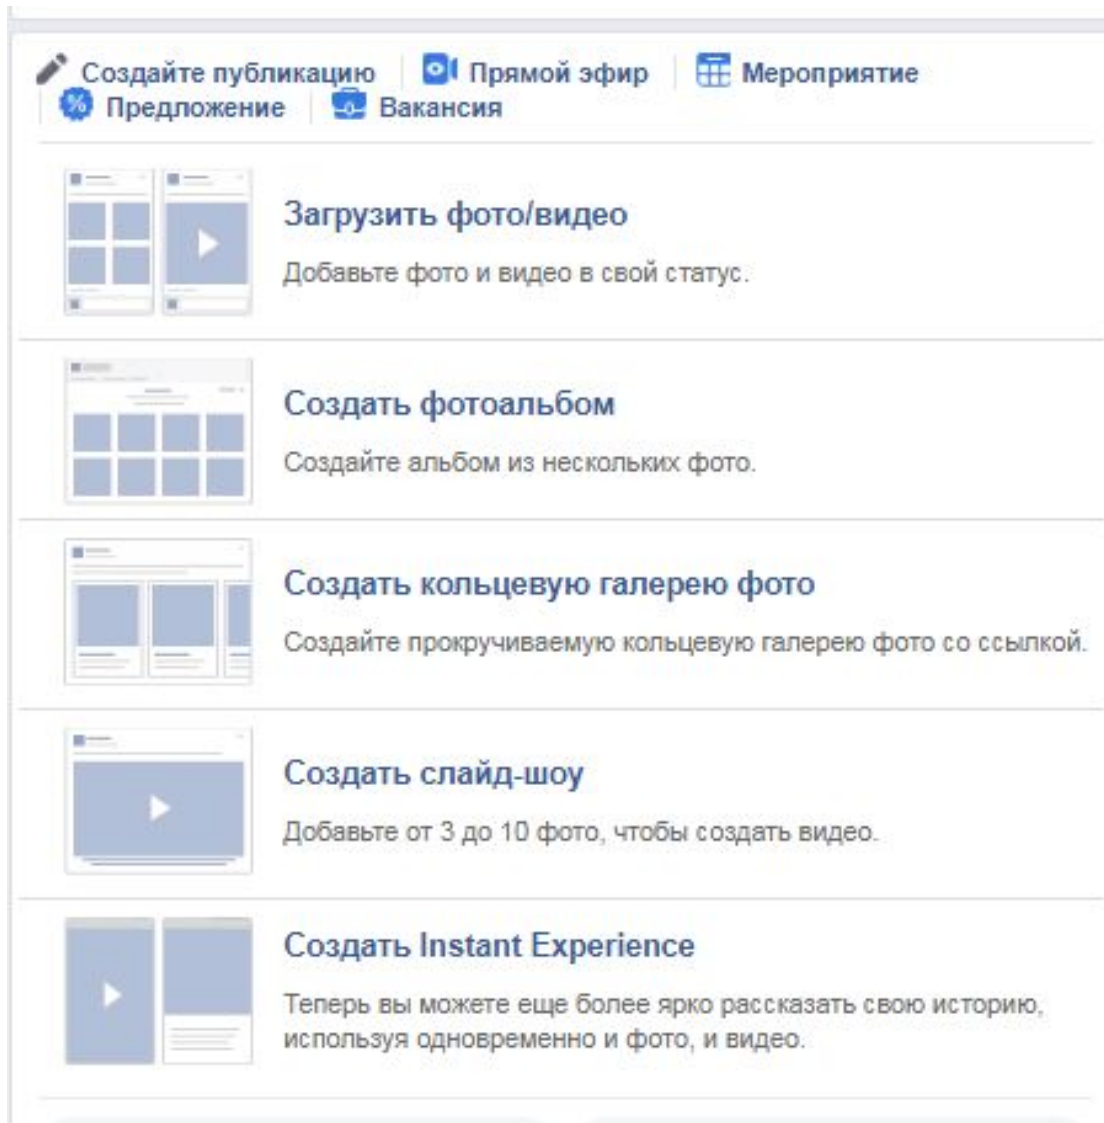 Создайте публикацию Прямой эфир Мероприятие
Предложение Вакансия
Загрузить фото/видео
Добавьте фото и видео в свой статус.
Создать фотоальбом
Создайте альбом из нескольких фото.
Создать кольцевую галерею фото
Создайте прокручиваемую кольцевую галерею фото со ссылкой.
Создать слайд-шоу
Добавьте от 3 до 10 фото, чтобы создать видео.
Создать Instant Experience
Теперь вы можете еще более ярко рассказать свою историю,
используя одновременно и фото, и видео.